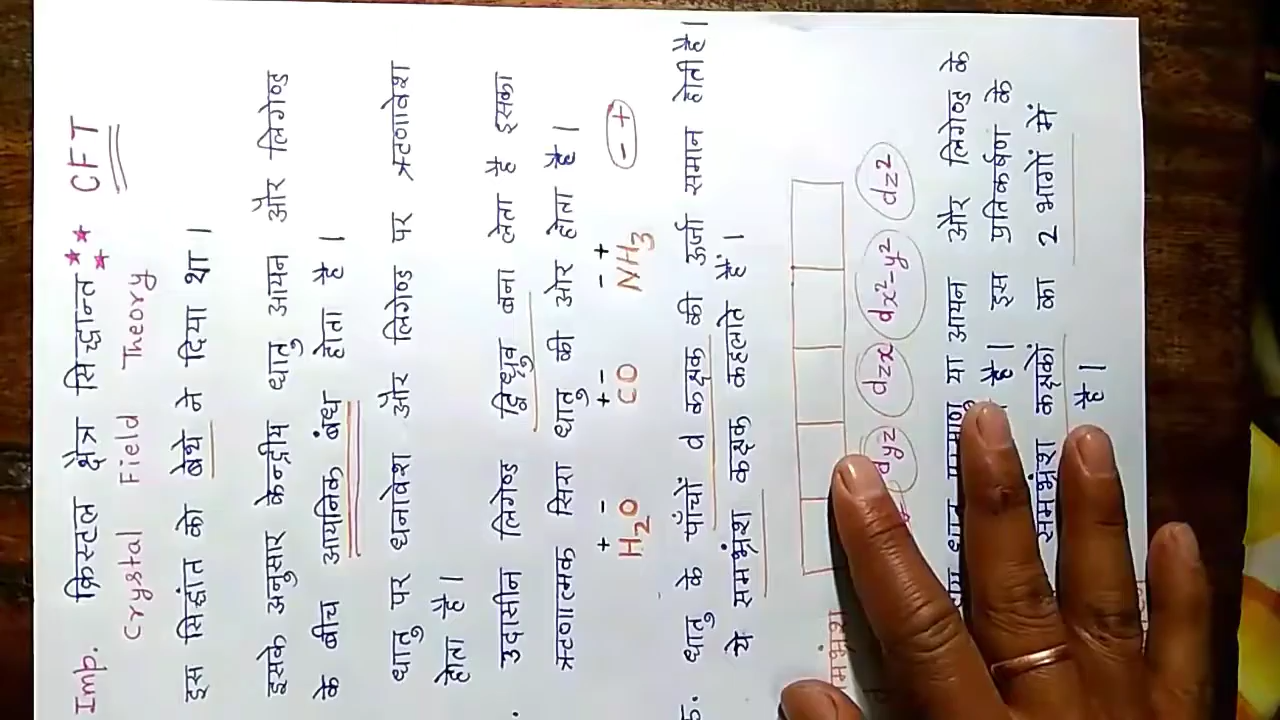 Imp. क्रिस्टल क्षेत्र सिद्धान्त** CFT
Crystal Field Theory
इस सिद्धांत को बेथे ने दिया था।
इसके अनुसार केन्द्रीय धातु आयन और लिगेण्ड
के बीच आयनिक बंध होता है।
धातु पर धनावेश और लिगेण्ड पर ऋणावेश
होता है।
उदासीन लिगेण्ड द्विध्रुव बना लेता है इसका
ऋणात्मक सिरा धातु की ओर होता है।
+ - + - - +
H₂O CO NH₃ - +
5. धातु के पाँचों d कक्षक की ऊर्जा समान होती है।
ये समभ्रंश कक्षक कहलाते हैं।
dyz dzx dx²-y² dz²
या आयन और लिगेण्ड के
है। इस प्रतिकर्षण के
समभ्रंश कक्षकों का 2 भागों में
है।